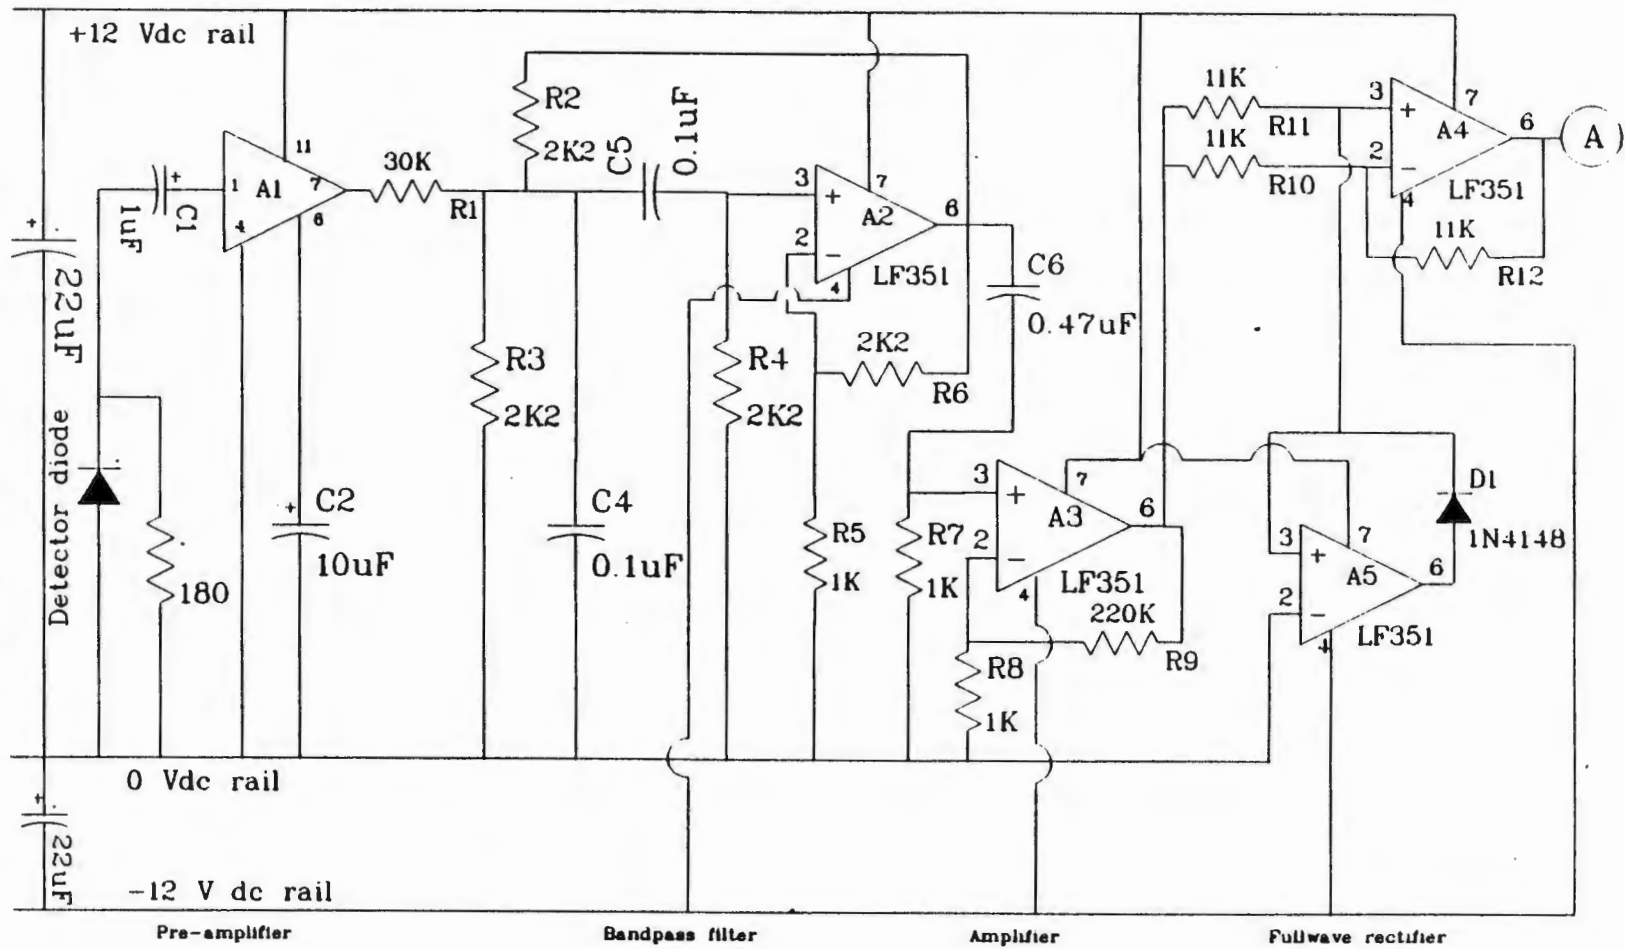 +12 Vdc rail
22uF
1uF
C1
1
A1
11
7
6
4
30K
R1
R2
2K2
C5
0.1uF
3
+
2
-
A2
7
6
4
LF351
C6
0.47uF
2K2
R6
R3
2K2
R4
2K2
R5
1K
C2
10uF
C4
0.1uF
Detector diode
180
R7
1K
3
+
2
-
A3
7
6
4
LF351
220K
R9
R8
1K
11K
R11
11K
R10
3
+
2
-
A4
7
6
4
LF351
11K
R12
A
D1
1N4148
3
+
2
-
A5
7
6
4
LF351
0 Vdc rail
22uF
-12 V dc rail
Pre-amplifier
Bandpass filter
Amplifier
Fullwave rectifier